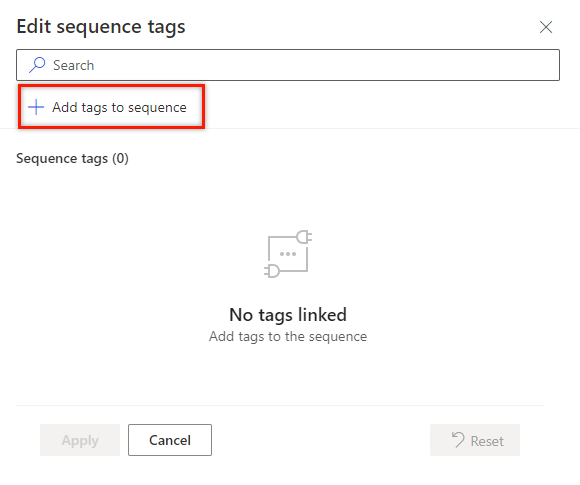 Edit sequence tags
Search
Add tags to sequence
Sequence tags (0)
No tags linked
Add tags to the sequence
Apply
Cancel
Reset